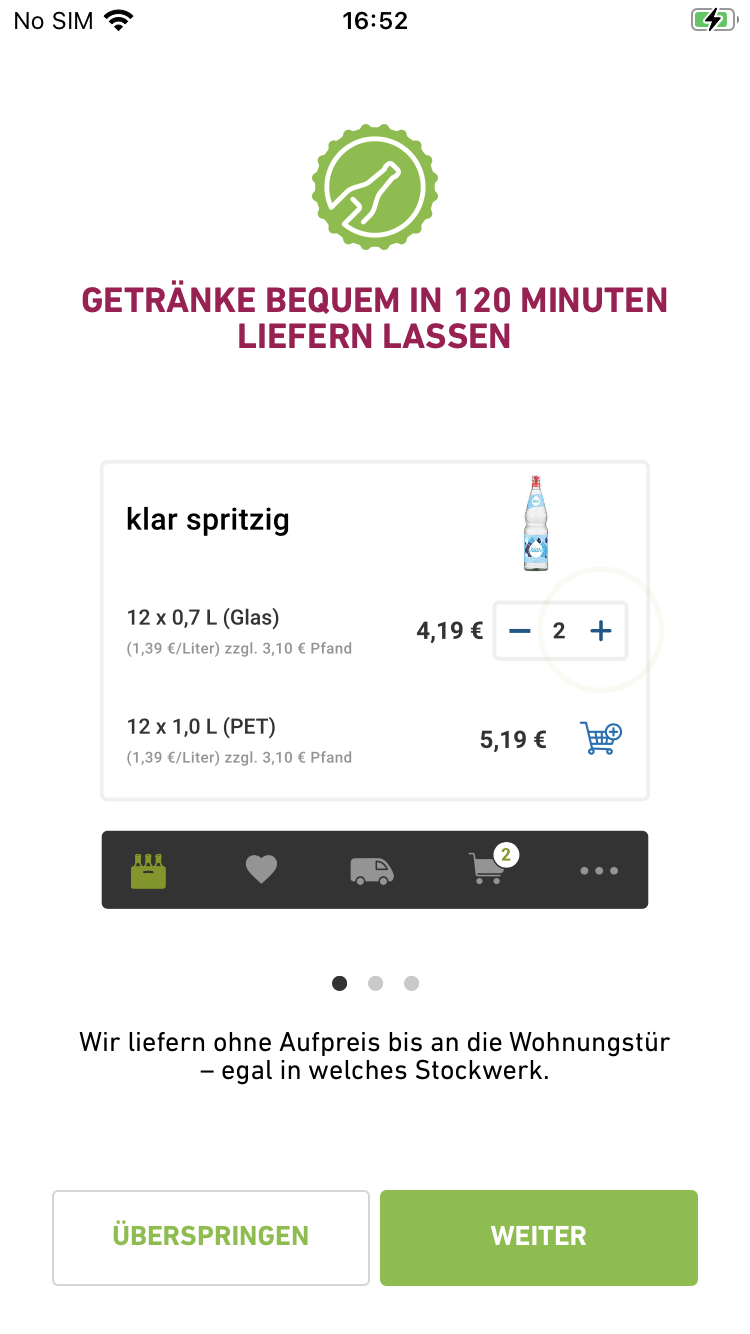 No SIM 16:52
GETRÄNKE BEQUEM IN 120 MINUTEN
LIEFERN LASSEN
klar spritzig
12 x 0,7 L (Glas)
(1,39 €/Liter) zzgl. 3,10 € Pfand
4,19 € − 2 +
12 x 1,0 L (PET)
(1,39 €/Liter) zzgl. 3,10 € Pfand
5,19 €
2
Wir liefern ohne Aufpreis bis an die Wohnungstür
– egal in welches Stockwerk.
ÜBERSPRINGEN WEITER